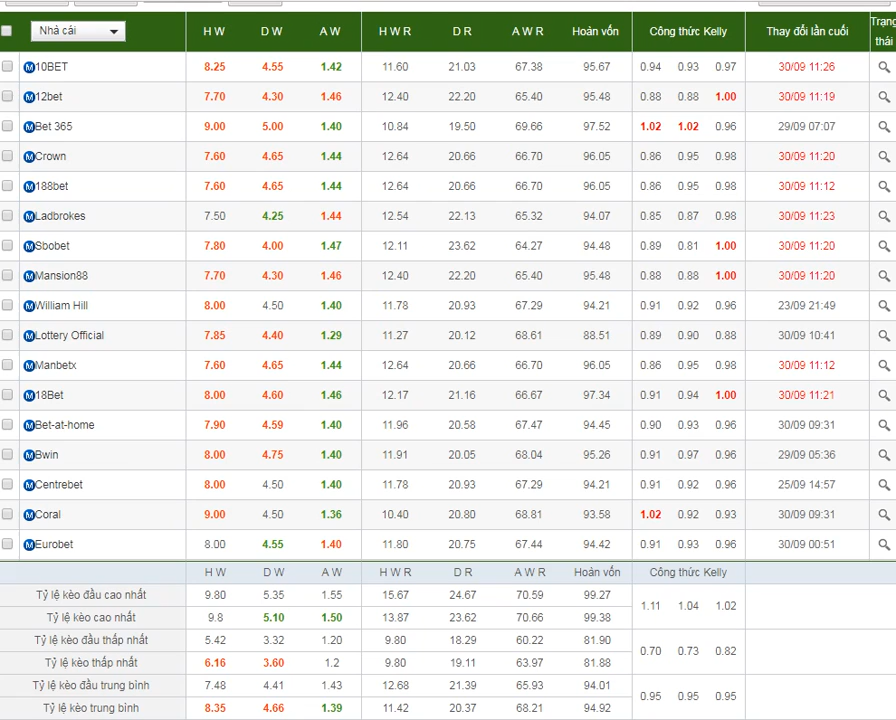 Nhà cái H W D W A W H W R D R A W R Hoàn vốn Công thức Kelly Thay đổi lần cuối Trạng thái
10BET 8.25 4.55 1.42 11.60 21.03 67.38 95.67 0.94 0.93 0.97 30/09 11:26
12bet 7.70 4.30 1.46 12.40 22.20 65.40 95.48 0.88 0.88 1.00 30/09 11:19
Bet 365 9.00 5.00 1.40 10.84 19.50 69.66 97.52 1.02 1.02 0.96 29/09 07:07
Crown 7.60 4.65 1.44 12.64 20.66 66.70 96.05 0.86 0.95 0.98 30/09 11:20
188bet 7.60 4.65 1.44 12.64 20.66 66.70 96.05 0.86 0.95 0.98 30/09 11:12
Ladbrokes 7.50 4.25 1.44 12.54 22.13 65.32 94.07 0.85 0.87 0.98 30/09 11:23
Sbobet 7.80 4.00 1.47 12.11 23.62 64.27 94.48 0.89 0.81 1.00 30/09 11:20
Mansion88 7.70 4.30 1.46 12.40 22.20 65.40 95.48 0.88 0.88 1.00 30/09 11:20
William Hill 8.00 4.50 1.40 11.78 20.93 67.29 94.21 0.91 0.92 0.96 23/09 21:49
Lottery Official 7.85 4.40 1.29 11.27 20.12 68.61 88.51 0.89 0.90 0.88 30/09 10:41
Manbetx 7.60 4.65 1.44 12.64 20.66 66.70 96.05 0.86 0.95 0.98 30/09 11:12
18Bet 8.00 4.60 1.46 12.17 21.16 66.67 97.34 0.91 0.94 1.00 30/09 11:21
Bet-at-home 7.90 4.59 1.40 11.96 20.58 67.47 94.45 0.90 0.93 0.96 30/09 09:31
Bwin 8.00 4.75 1.40 11.91 20.05 68.04 95.26 0.91 0.97 0.96 29/09 05:36
Centrebet 8.00 4.50 1.40 11.78 20.93 67.29 94.21 0.91 0.92 0.96 25/09 14:57
Coral 9.00 4.50 1.36 10.40 20.80 68.81 93.58 1.02 0.92 0.93 30/09 09:31
Eurobet 8.00 4.55 1.40 11.80 20.75 67.44 94.42 0.91 0.93 0.96 30/09 00:51
H W D W A W H W R D R A W R Hoàn vốn Công thức Kelly
Tỷ lệ kèo đầu cao nhất 9.80 5.35 1.55 15.67 24.67 70.59 99.27
1.11 1.04 1.02
Tỷ lệ kèo cao nhất 9.8 5.10 1.50 13.87 23.62 70.66 99.38
Tỷ lệ kèo đầu thấp nhất 5.42 3.32 1.20 9.80 18.29 60.22 81.90
0.70 0.73 0.82
Tỷ lệ kèo thấp nhất 6.16 3.60 1.2 9.80 19.11 63.97 81.88
Tỷ lệ kèo đầu trung bình 7.48 4.41 1.43 12.68 21.39 65.93 94.01
0.95 0.95 0.95
Tỷ lệ kèo trung bình 8.35 4.66 1.39 11.42 20.37 68.21 94.92